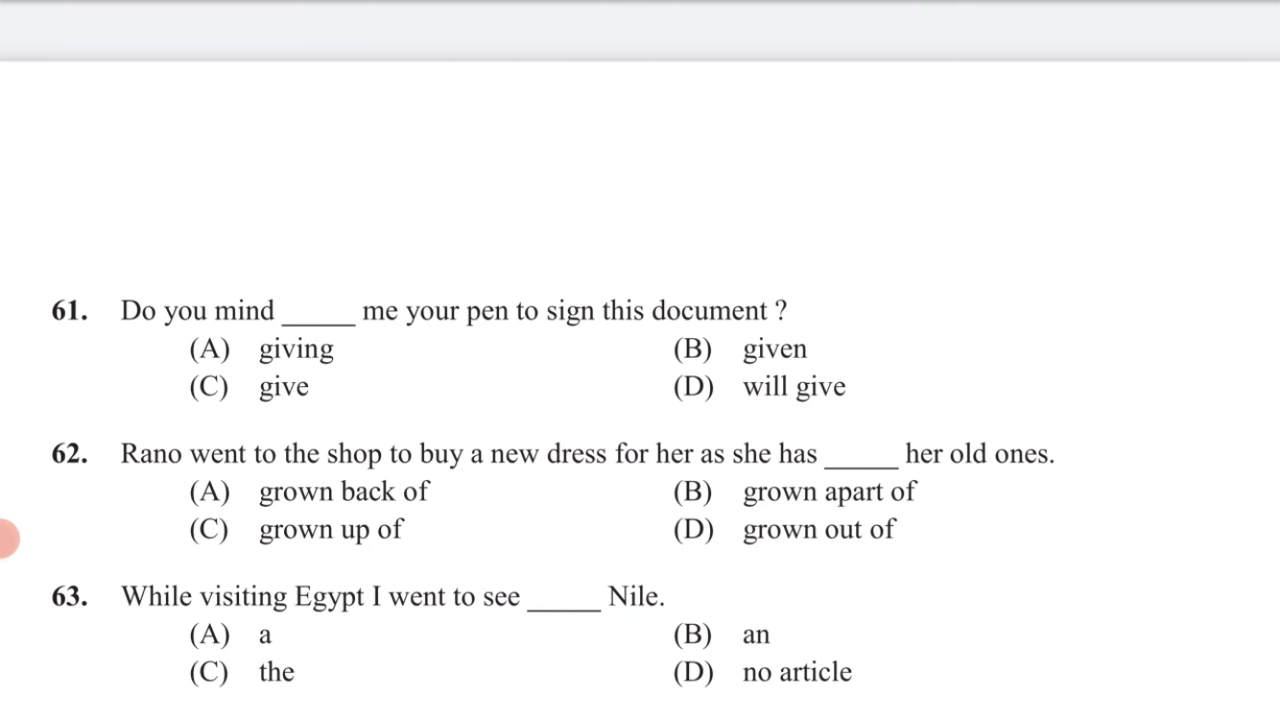 61. Do you mind _____ me your pen to sign this document ?
(A) giving (B) given
(C) give (D) will give
62. Rano went to the shop to buy a new dress for her as she has _____ her old ones.
(A) grown back of (B) grown apart of
(C) grown up of (D) grown out of
63. While visiting Egypt I went to see _____ Nile.
(A) a (B) an
(C) the (D) no article